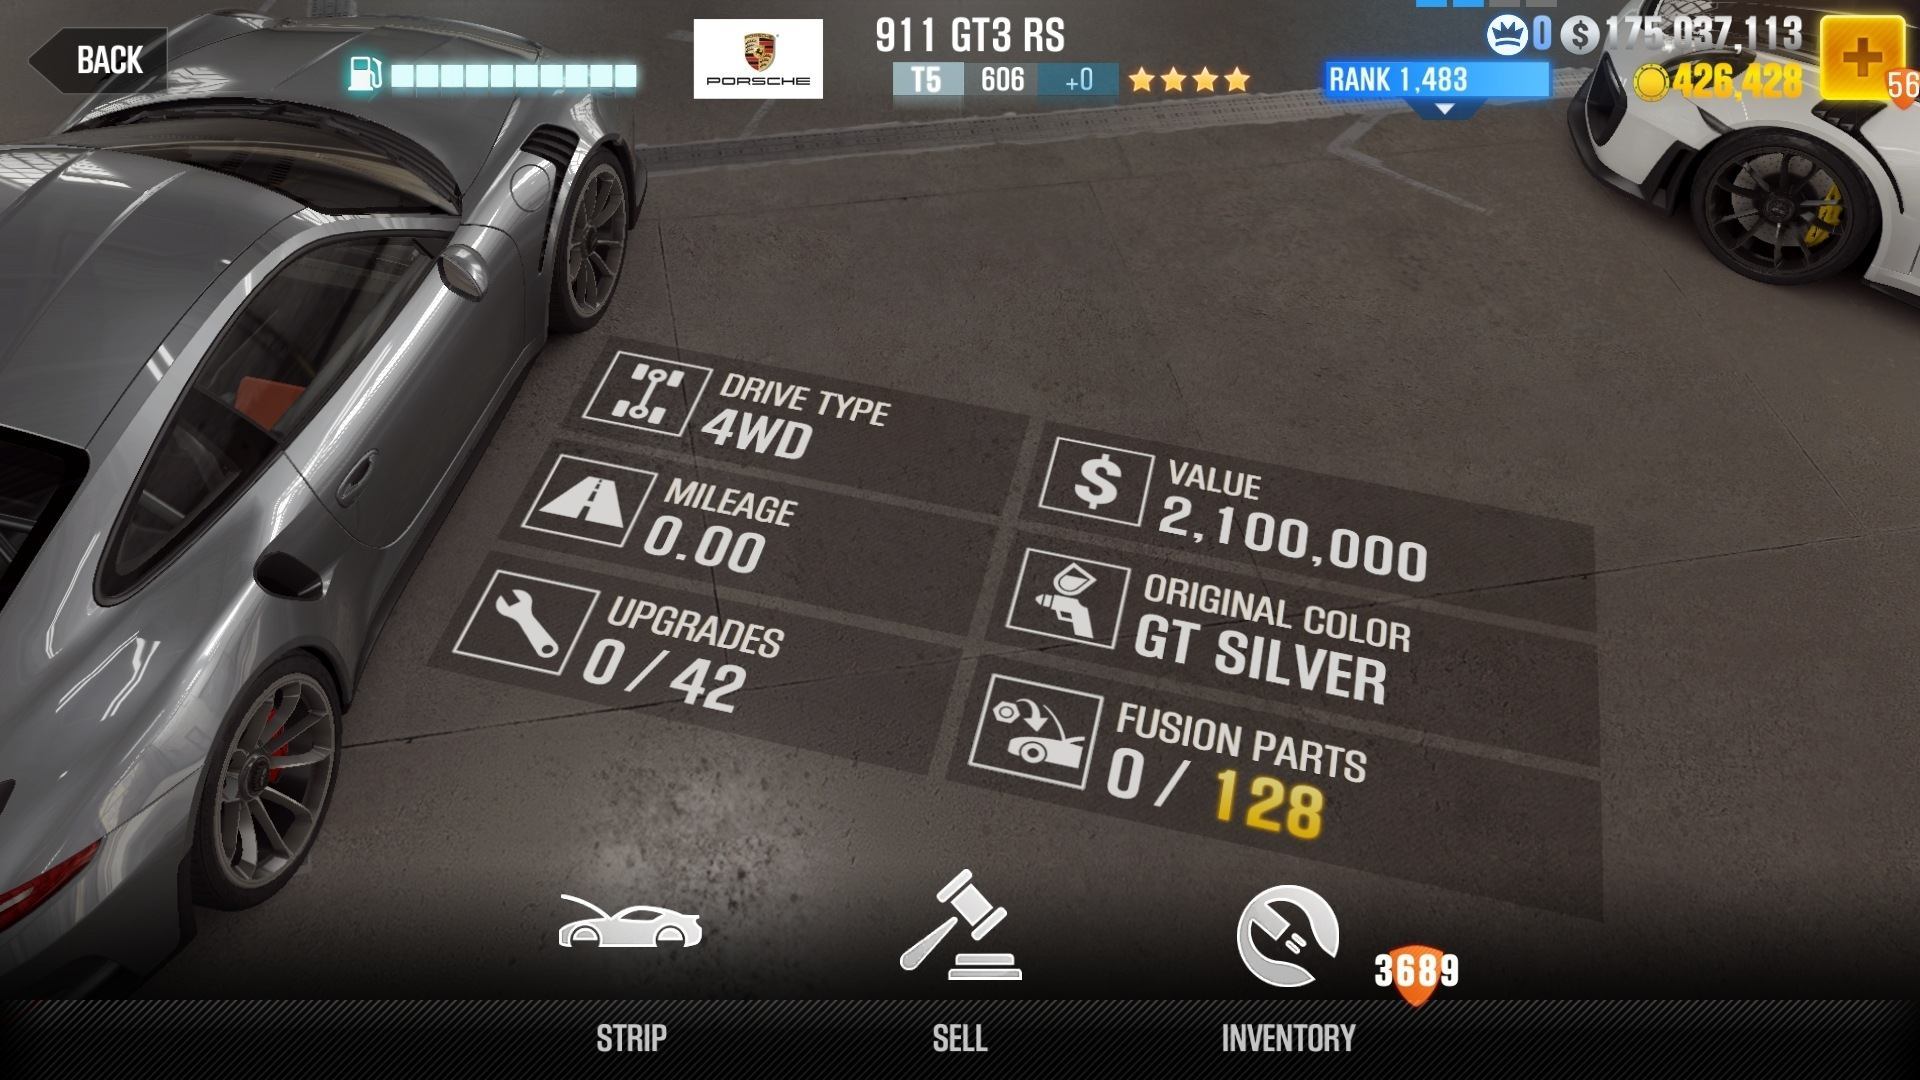 BACK
PORSCHE
911 GT3 RS
T5 606 +0
RANK 1,483
0 $ 175,037,113
426,428
56
DRIVE TYPE
4WD
MILEAGE
0.00
UPGRADES
0 / 42
$ VALUE
2,100,000
ORIGINAL COLOR
GT SILVER
FUSION PARTS
0 / 128
3689
STRIP
SELL
INVENTORY